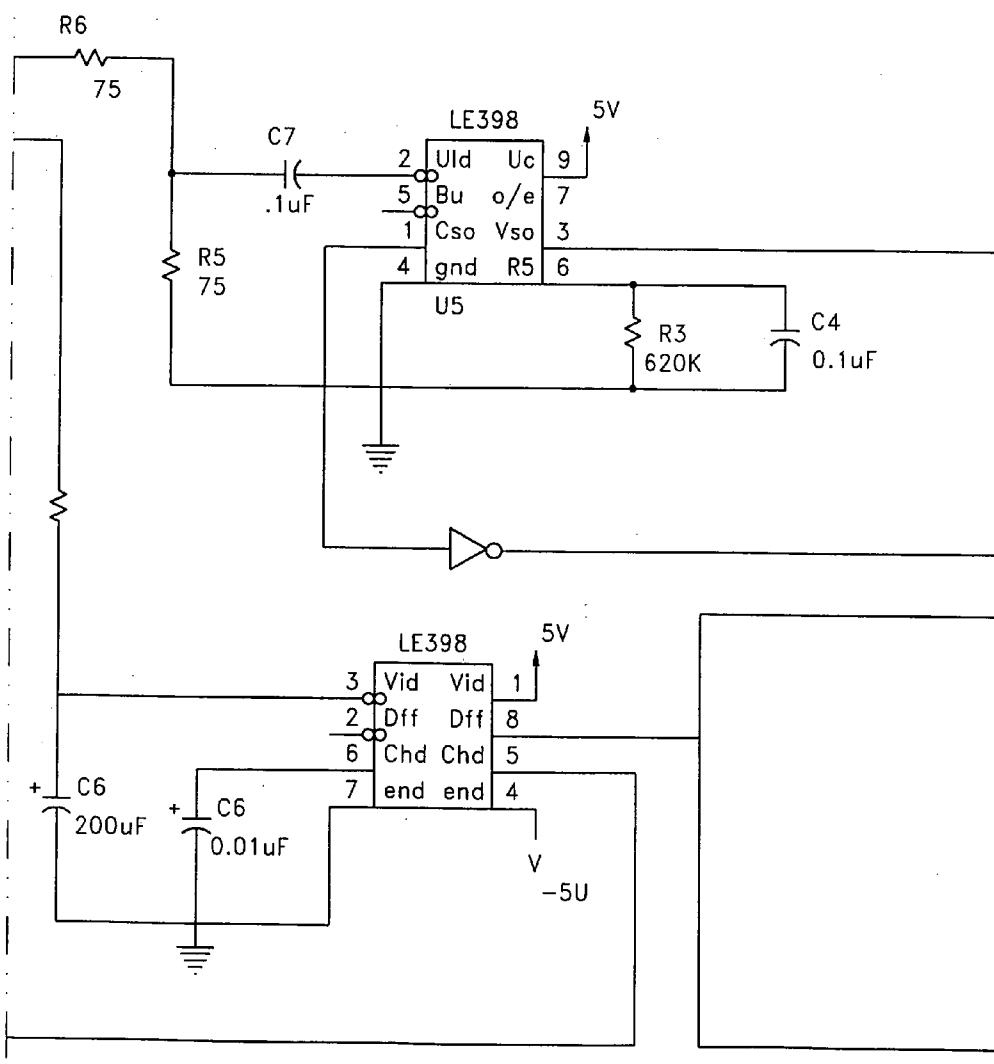 R6
75
LE398
5V
C7
.1uF
2 UId Uc 9
5 Bu o/e 7
1 Cso Vso 3
4 gnd R5 6
U5
R5
75
R3
620K
C4
0.1uF
LE398
5V
3 Vid Vid 1
2 Dff Dff 8
6 Chd Chd 5
7 end end 4
+ C6
200uF
+ C6
0.01uF
V
-5U